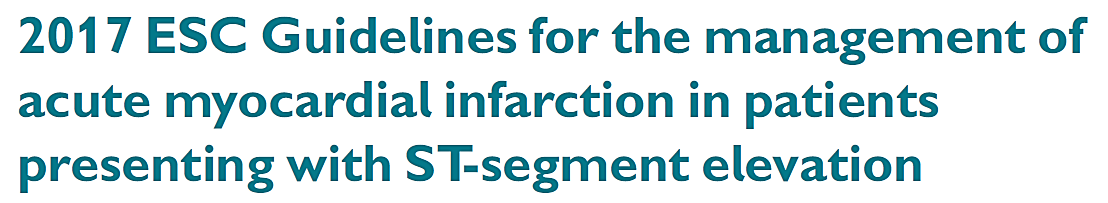 2017 ESC Guidelines for the management of
acute myocardial infarction in patients
presenting with ST-segment elevation